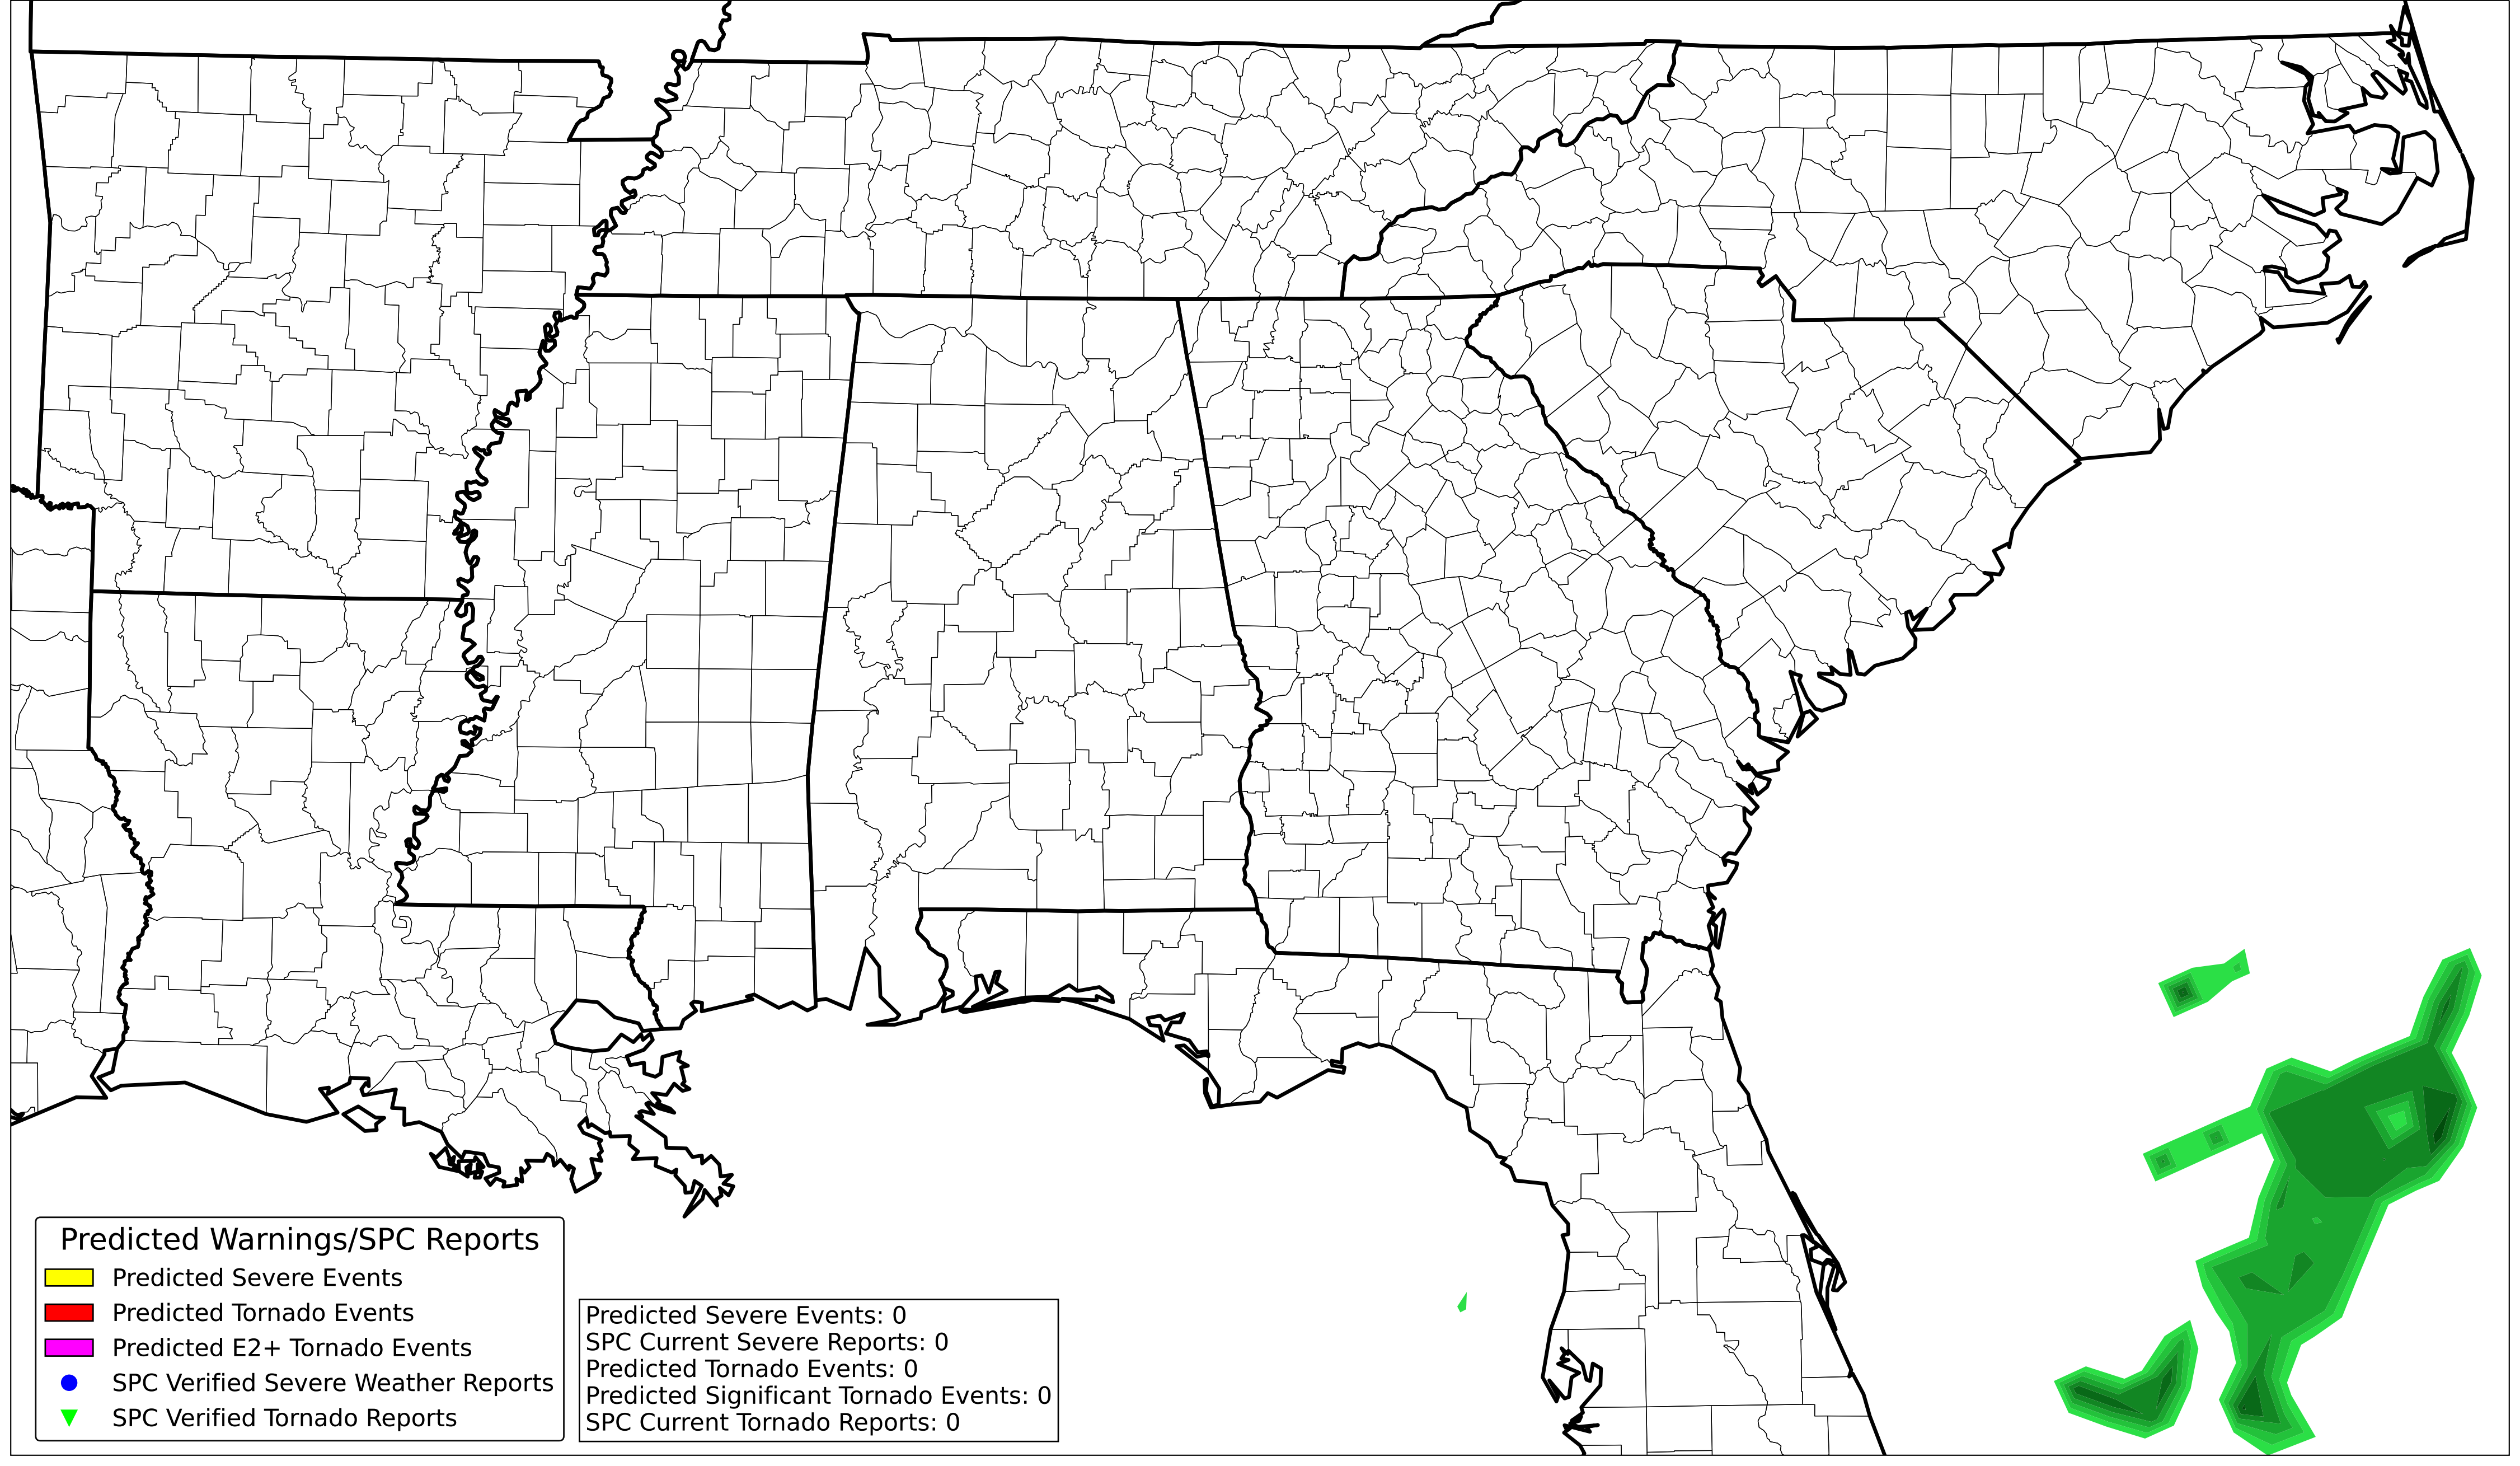 Predicted Warnings/SPC Reports
Predicted Severe Events
Predicted Tornado Events
Predicted E2+ Tornado Events
SPC Verified Severe Weather Reports
SPC Verified Tornado Reports
Predicted Severe Events: 0
SPC Current Severe Reports: 0
Predicted Tornado Events: 0
Predicted Significant Tornado Events: 0
SPC Current Tornado Reports: 0